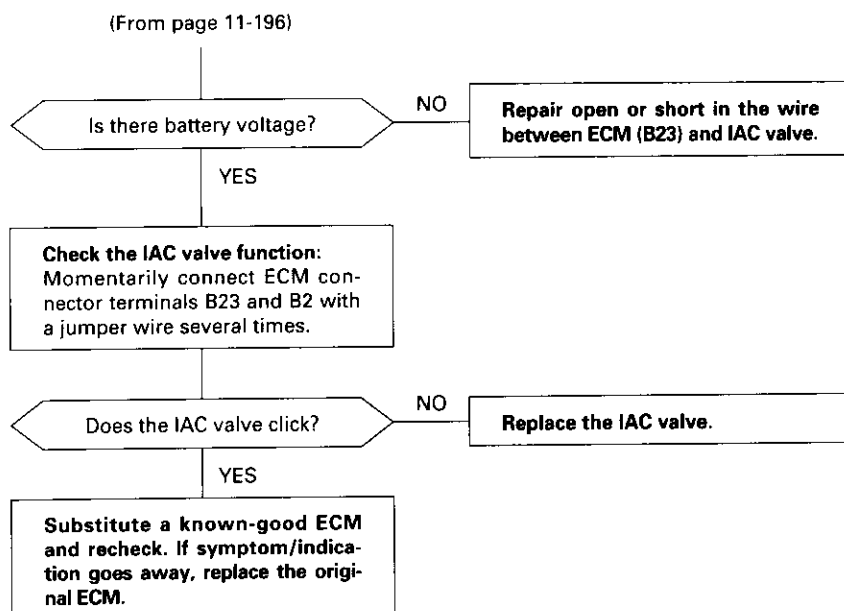 (From page 11-196)
Is there battery voltage?
NO
Repair open or short in the wire
between ECM (B23) and IAC valve.
YES
Check the IAC valve function:
Momentarily connect ECM con-
nector terminals B23 and B2 with
a jumper wire several times.
Does the IAC valve click?
NO
Replace the IAC valve.
YES
Substitute a known-good ECM
and recheck. If symptom/indica-
tion goes away, replace the origi-
nal ECM.